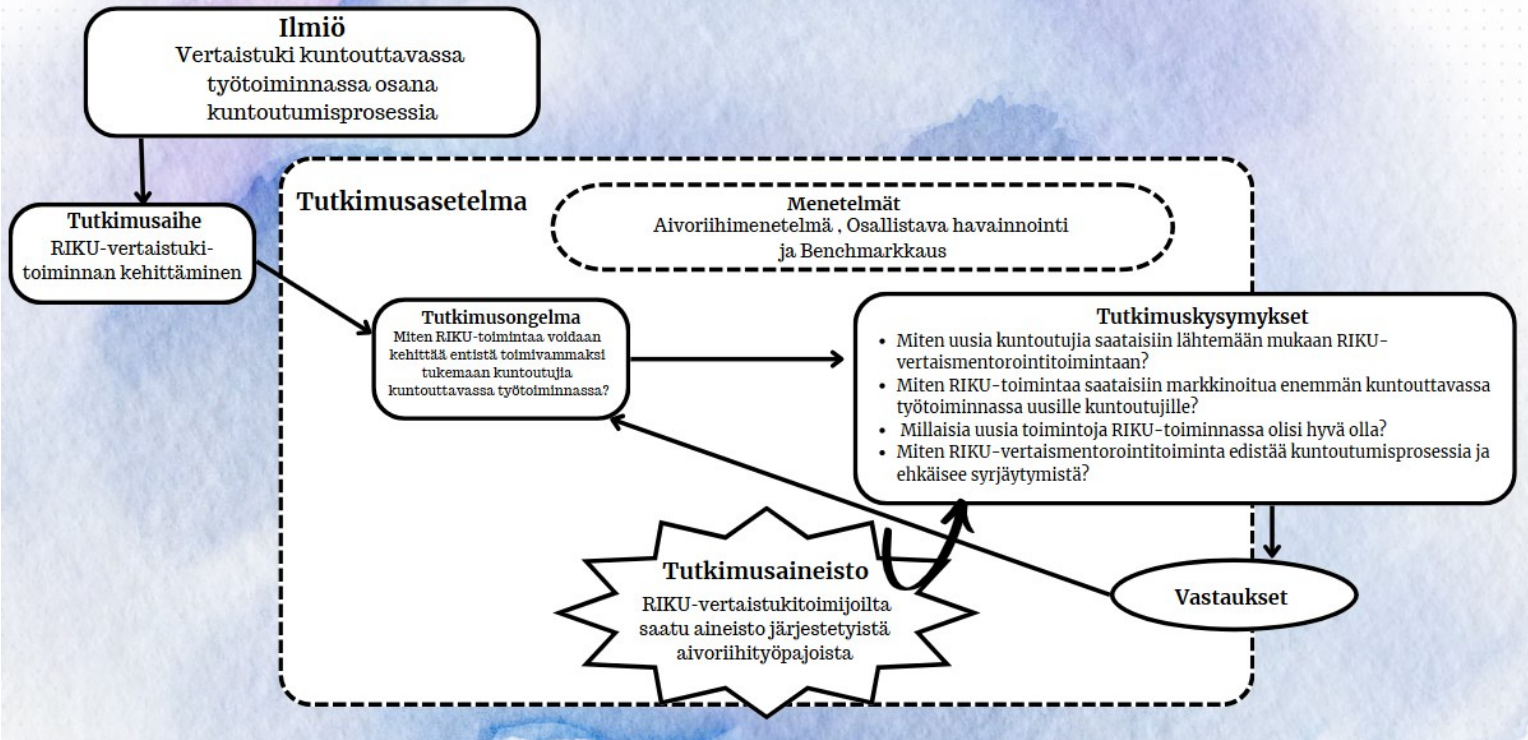 Ilmiö
Vertaistuki kuntouttavassa
työtoiminnassa osana
kuntoutumisprosessia
Tutkimusaihe
RIKU-vertaistuki-
toiminnan kehittäminen
Tutkimusasetelma
Menetelmät
Aivoriihimenetelmä , Osallistava havainnointi
ja Benchmarkkaus
Tutkimusongelma
Miten RIKU-toimintaa voidaan
kehittää entistä toimivammaksi
tukemaan kuntoutujia
kuntouttavassa työtoiminnassa?
Tutkimuskysymykset
• Miten uusia kuntoutujia saataisiin lähtemään mukaan RIKU-
vertaismentorointitoimintaan?
• Miten RIKU-toimintaa saataisiin markkinoitua enemmän kuntouttavassa
työtoiminnassa uusille kuntoutujille?
• Millaisia uusia toimintoja RIKU-toiminnassa olisi hyvä olla?
• Miten RIKU-vertaismentorointitoiminta edistää kuntoutumisprosessia ja
ehkäisee syrjäytymistä?
Tutkimusaineisto
RIKU-vertaistukitoimijoilta
saatu aineisto järjestetyistä
aivoriihityöpajoista
Vastaukset